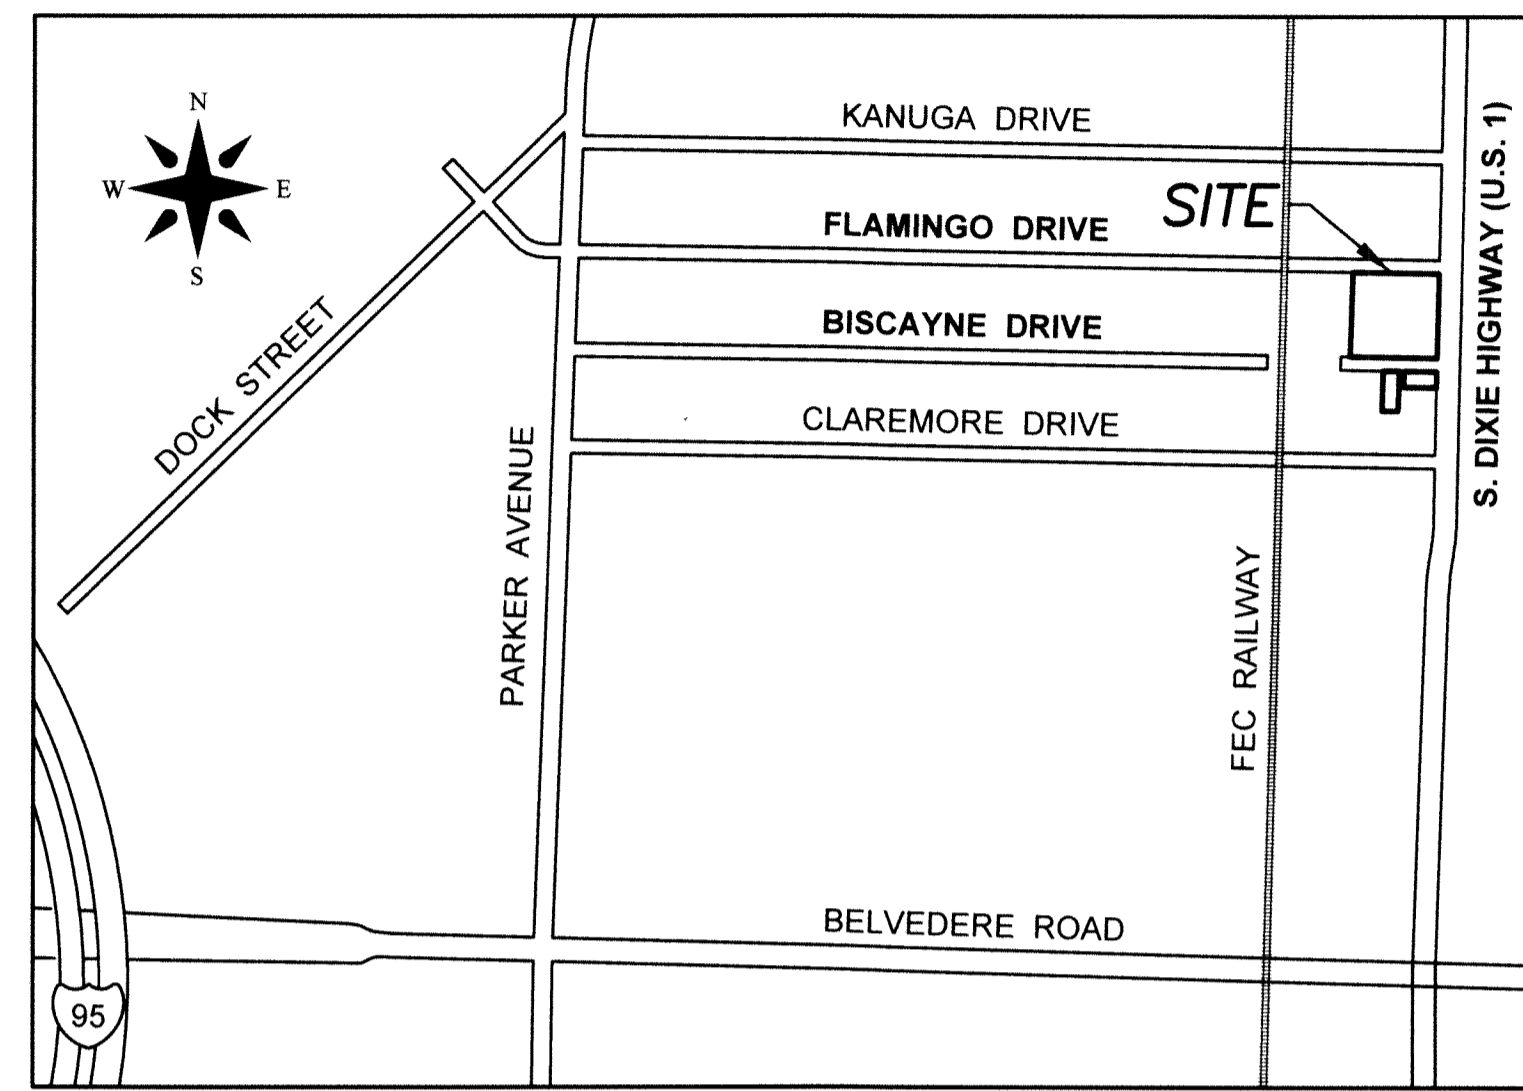 N
W E
S
KANUGA DRIVE
SITE
FLAMINGO DRIVE
BISCAYNE DRIVE
CLAREMORE DRIVE
DOCK STREET
PARKER AVENUE
FEC RAILWAY
S. DIXIE HIGHWAY (U.S. 1)
BELVEDERE ROAD
95